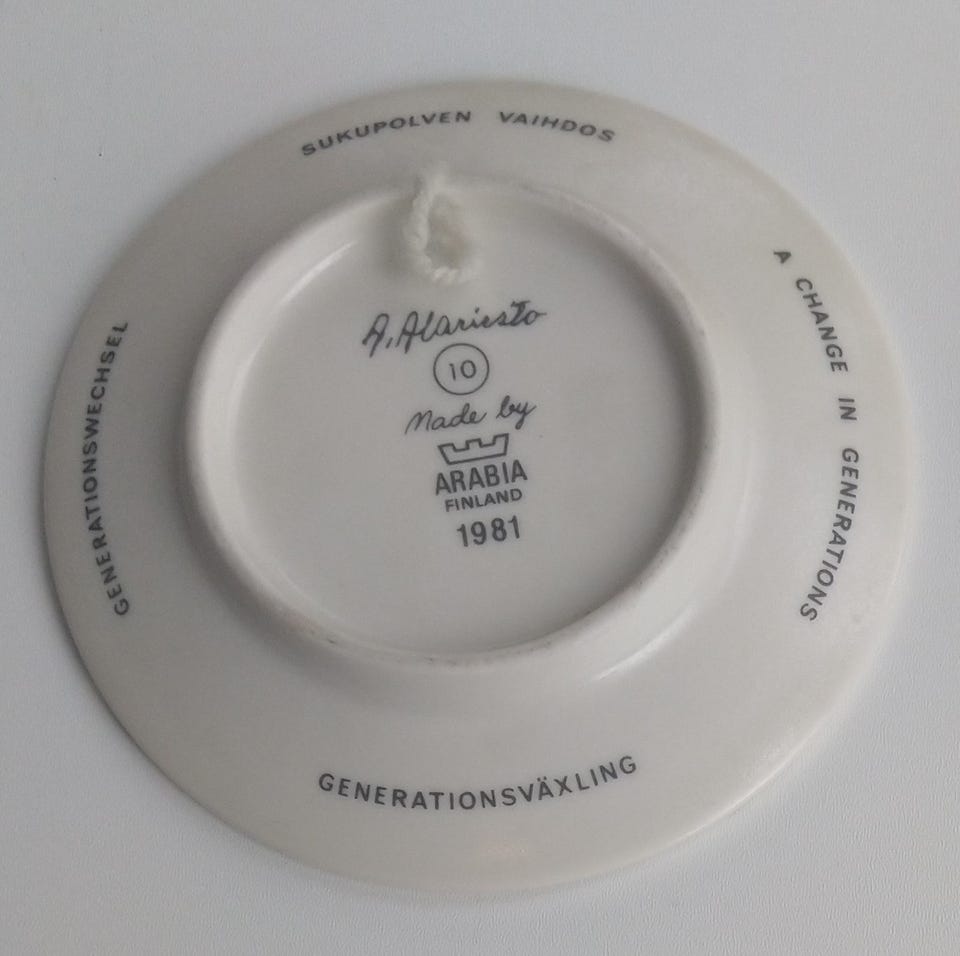 SUKUPOLVEN VAIHDOS
A CHANGE IN GENERATIONS
GENERATIONSVÄXLING
GENERATIONSWECHSEL
A. Alariesto
10
Made by
ARABIA
FINLAND
1981